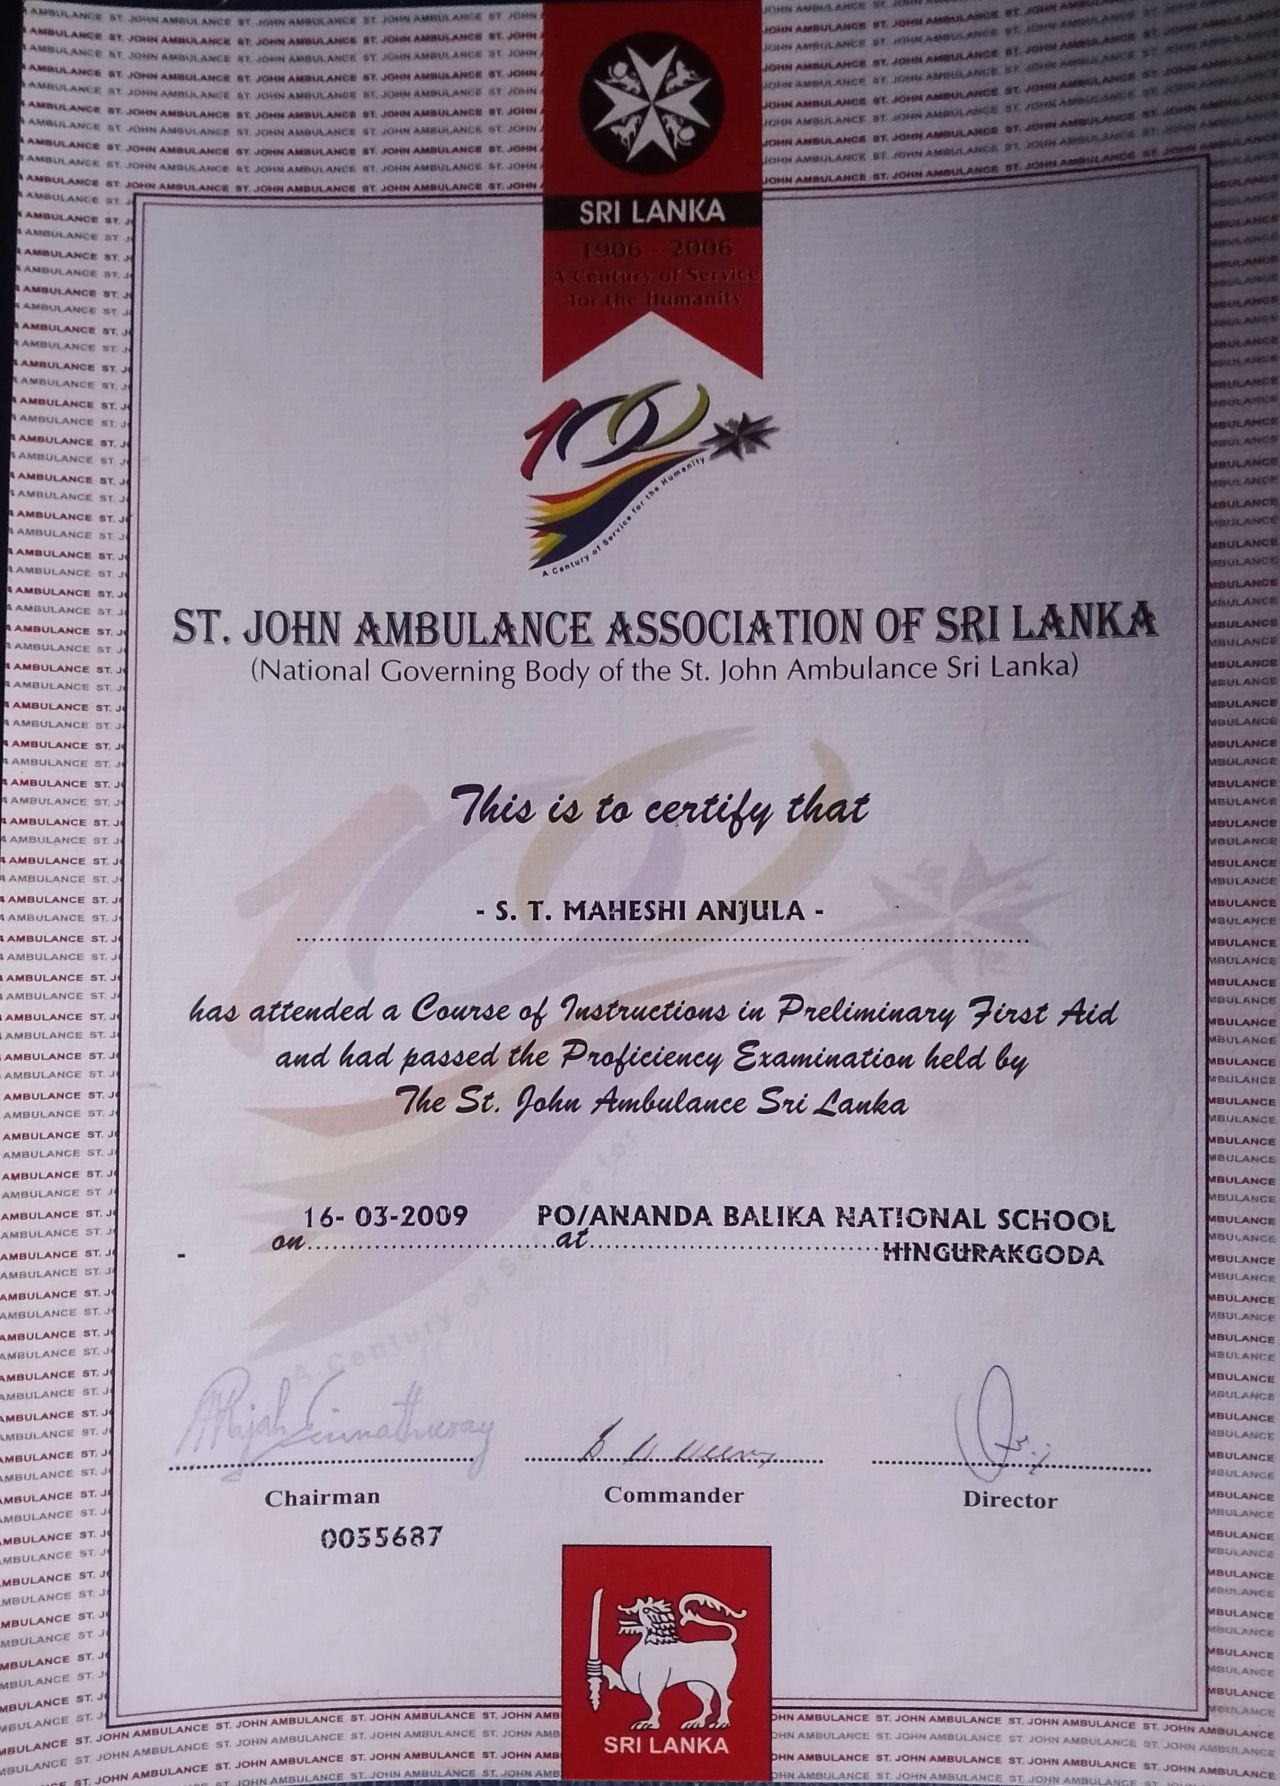 SRI LANKA
1906 - 2006
A Century of Service
for the Humanity
100
A Century of Service for the Humanity
ST. JOHN AMBULANCE ASSOCIATION OF SRI LANKA
(National Governing Body of the St. John Ambulance Sri Lanka)
This is to certify that
- S. T. MAHESHI ANJULA -
has attended a Course of Instructions in Preliminary First Aid
and had passed the Proficiency Examination held by
The St. John Ambulance Sri Lanka
on 16- 03-2009 at PO/ANANDA BALIKA NATIONAL SCHOOL
HINGURAKGODA
Chairman Commander Director
0055687
SRI LANKA